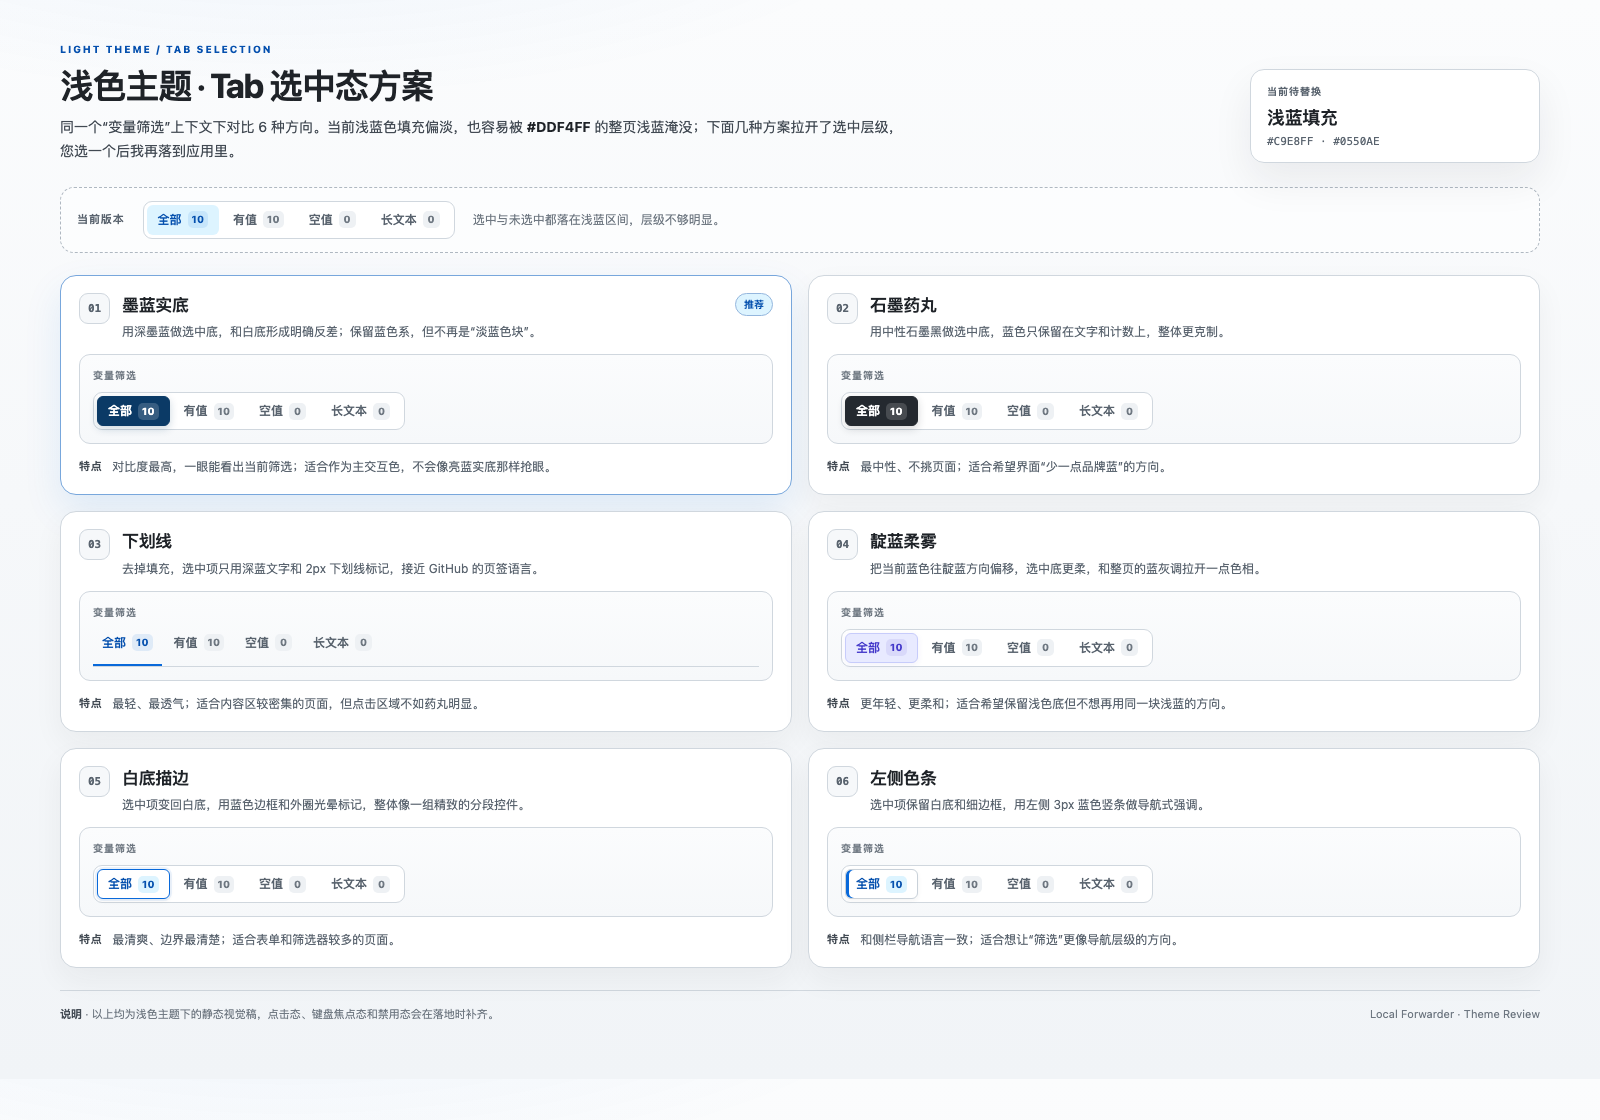 LIGHT THEME / TAB SELECTION
浅色主题 · Tab 选中态方案
同一个“变量筛选”上下文下对比 6 种方向。当前浅蓝色填充偏淡，也容易被 #DDF4FF 的整页浅蓝淹没；下面几种方案拉开了选中层级，
您选一个后我再落到应用里。
当前待替换
浅蓝填充
#C9E8FF · #0550AE
当前版本 全部 10 有值 10 空值 0 长文本 0 选中与未选中都落在浅蓝区间，层级不够明显。
01 墨蓝实底 推荐
用深墨蓝做选中底，和白底形成明确反差；保留蓝色系，但不再是“淡蓝色块”。
变量筛选
全部 10 有值 10 空值 0 长文本 0
特点 对比度最高，一眼能看出当前筛选；适合作为主交互色，不会像亮蓝实底那样抢眼。
02 石墨药丸
用中性石墨黑做选中底，蓝色只保留在文字和计数上，整体更克制。
变量筛选
全部 10 有值 10 空值 0 长文本 0
特点 最中性、不挑页面；适合希望界面“少一点品牌蓝”的方向。
03 下划线
去掉填充，选中项只用深蓝文字和 2px 下划线标记，接近 GitHub 的页签语言。
变量筛选
全部 10 有值 10 空值 0 长文本 0
特点 最轻、最透气；适合内容区较密集的页面，但点击区域不如药丸明显。
04 靛蓝柔雾
把当前蓝色往靛蓝方向偏移，选中底更柔，和整页的蓝灰调拉开一点色相。
变量筛选
全部 10 有值 10 空值 0 长文本 0
特点 更年轻、更柔和；适合希望保留浅色底但不想再用同一块浅蓝的方向。
05 白底描边
选中项变回白底，用蓝色边框和外圈光晕标记，整体像一组精致的分段控件。
变量筛选
全部 10 有值 10 空值 0 长文本 0
特点 最清爽、边界最清楚；适合表单和筛选器较多的页面。
06 左侧色条
选中项保留白底和细边框，用左侧 3px 蓝色竖条做导航式强调。
变量筛选
全部 10 有值 10 空值 0 长文本 0
特点 和侧栏导航语言一致；适合想让“筛选”更像导航层级的方向。
说明 · 以上均为浅色主题下的静态视觉稿，点击态、键盘焦点态和禁用态会在落地时补齐。
Local Forwarder · Theme Review